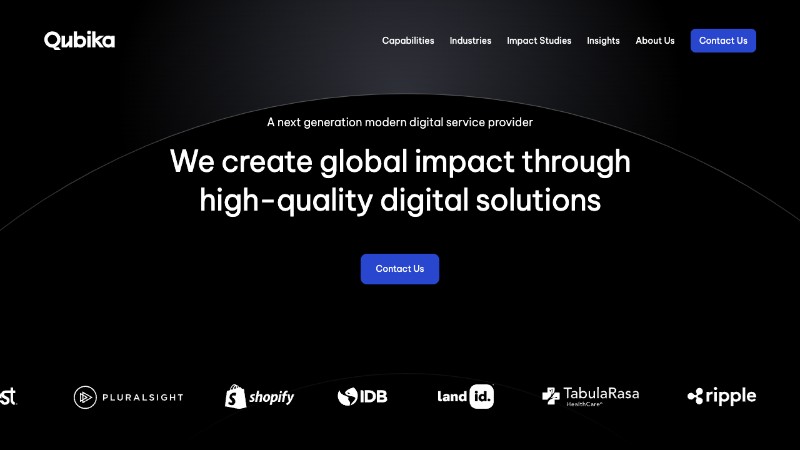 Qubika
Capabilities Industries Impact Studies Insights About Us Contact Us
A next generation modern digital service provider
We create global impact through
high-quality digital solutions
Contact Us
st. PLURALSIGHT shopify IDB land id. TabulaRasa ripple
HealthCare